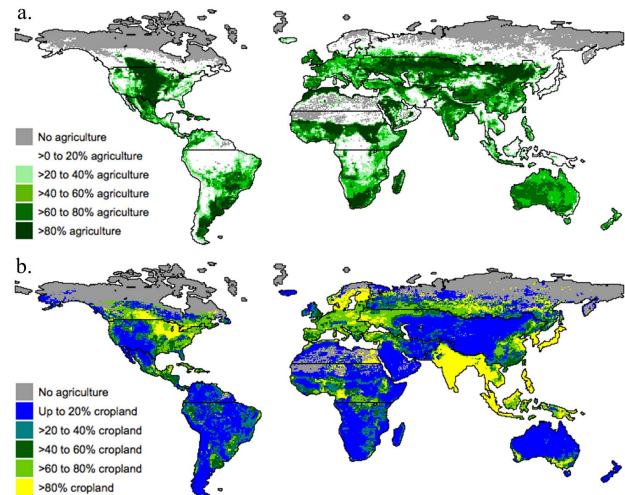 a.
No agriculture
>0 to 20% agriculture
>20 to 40% agriculture
>40 to 60% agriculture
>60 to 80% agriculture
>80% agriculture
b.
No agriculture
Up to 20% cropland
>20 to 40% cropland
>40 to 60% cropland
>60 to 80% cropland
>80% cropland